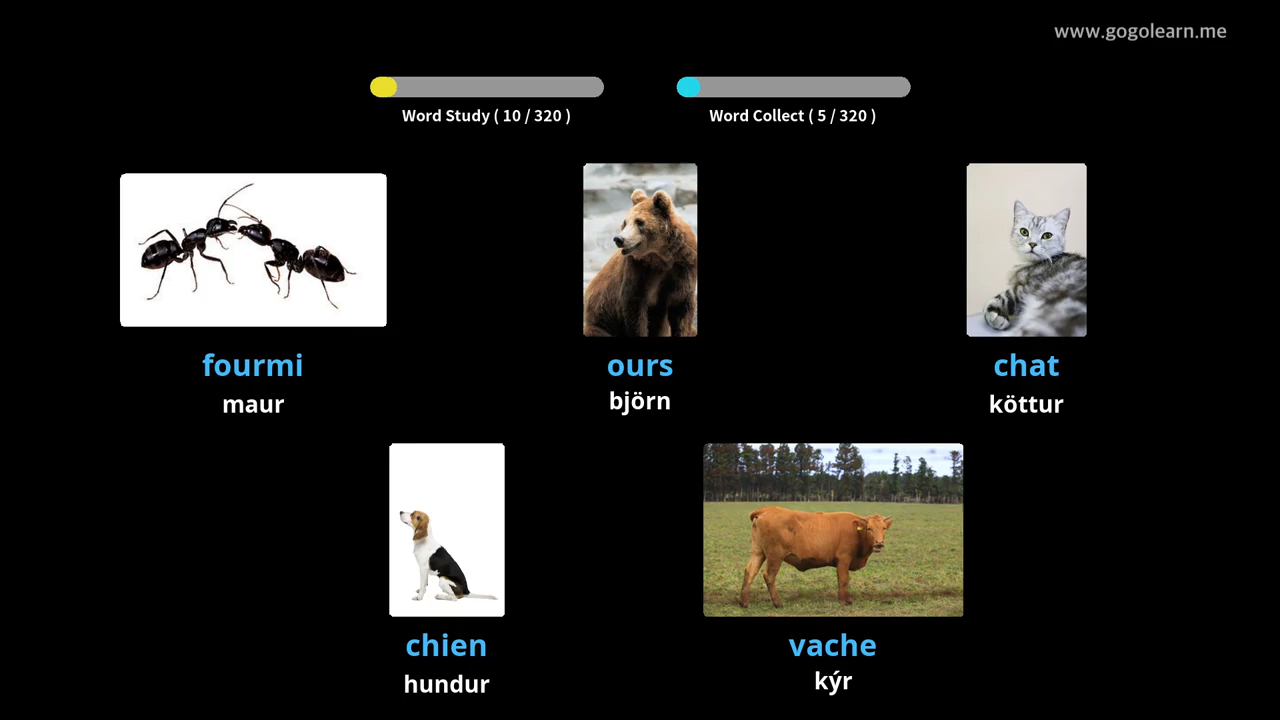 www.gogolearn.me
Word Study ( 10 / 320 )
Word Collect ( 5 / 320 )
fourmi
maur
ours
björn
chat
köttur
chien
hundur
vache
kýr